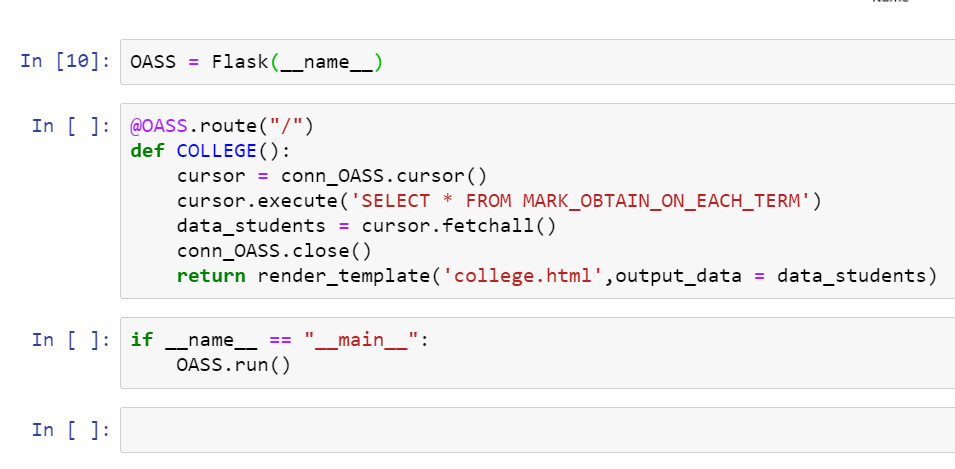 In [10]: OASS = Flask(__name__)
In [ ]: @OASS.route("/")
def COLLEGE():
    cursor = conn_OASS.cursor()
    cursor.execute('SELECT * FROM MARK_OBTAIN_ON_EACH_TERM')
    data_students = cursor.fetchall()
    conn_OASS.close()
    return render_template('college.html',output_data = data_students)
In [ ]: if __name__ == "__main__":
    OASS.run()
In [ ]: